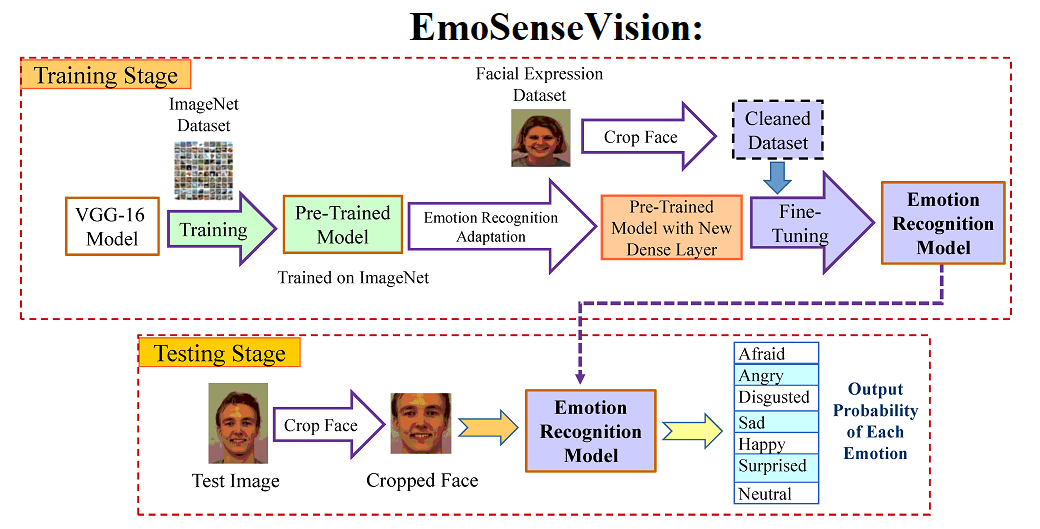 EmoSenseVision:
Training Stage
ImageNet
Dataset
Facial Expression
Dataset
Crop Face
Cleaned
Dataset
VGG-16
Model
Training
Pre-Trained
Model
Trained on ImageNet
Emotion Recognition
Adaptation
Pre-Trained
Model with New
Dense Layer
Fine-
Tuning
Emotion
Recognition
Model
Testing Stage
Test Image
Crop Face
Cropped Face
Emotion
Recognition
Model
Afraid
Angry
Disgusted
Sad
Happy
Surprised
Neutral
Output
Probability
of Each
Emotion